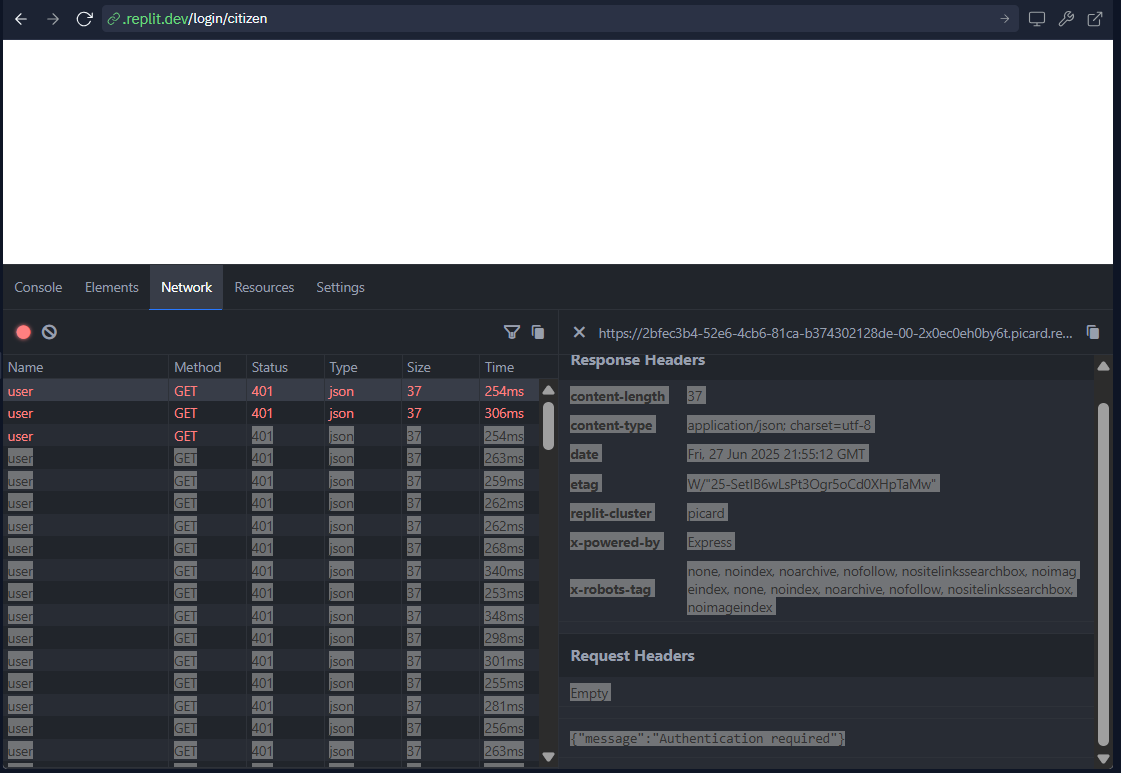 .replit.dev/login/citizen
Console Elements Network Resources Settings
https://2bfec3b4-52e6-4cb6-81ca-b374302128de-00-2x0ec0eh0by6t.picard.re...
Name Method Status Type Size Time
user GET 401 json 37 254ms
user GET 401 json 37 306ms
user GET 401 json 37 254ms
user GET 401 json 37 263ms
user GET 401 json 37 259ms
user GET 401 json 37 262ms
user GET 401 json 37 262ms
user GET 401 json 37 268ms
user GET 401 json 37 340ms
user GET 401 json 37 253ms
user GET 401 json 37 348ms
user GET 401 json 37 298ms
user GET 401 json 37 301ms
user GET 401 json 37 255ms
user GET 401 json 37 281ms
user GET 401 json 37 256ms
user GET 401 json 37 263ms
Response Headers
content-length 37
content-type application/json; charset=utf-8
date Fri, 27 Jun 2025 21:55:12 GMT
etag W/"25-SetIB6wLsPt3Ogr5oCd0XHpTaMw"
replit-cluster picard
x-powered-by Express
x-robots-tag none, noindex, noarchive, nofollow, nositelinkssearchbox, noimag
eindex, none, noindex, noarchive, nofollow, nositelinkssearchbox,
noimageindex
Request Headers
Empty
{"message":"Authentication required"}